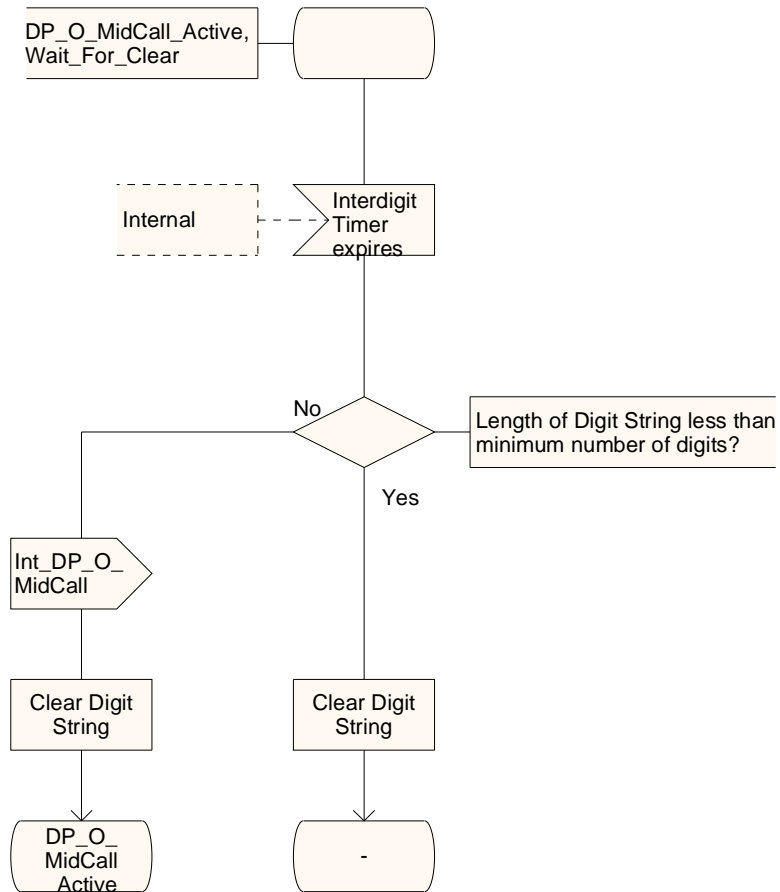 DP_O_MidCall_Active,
Wait_For_Clear
Internal
Interdigit
Timer
expires
No
Length of Digit String less than
minimum number of digits?
Yes
Int_DP_O_
MidCall
Clear Digit
String
Clear Digit
String
DP_O_
MidCall
_Active
-